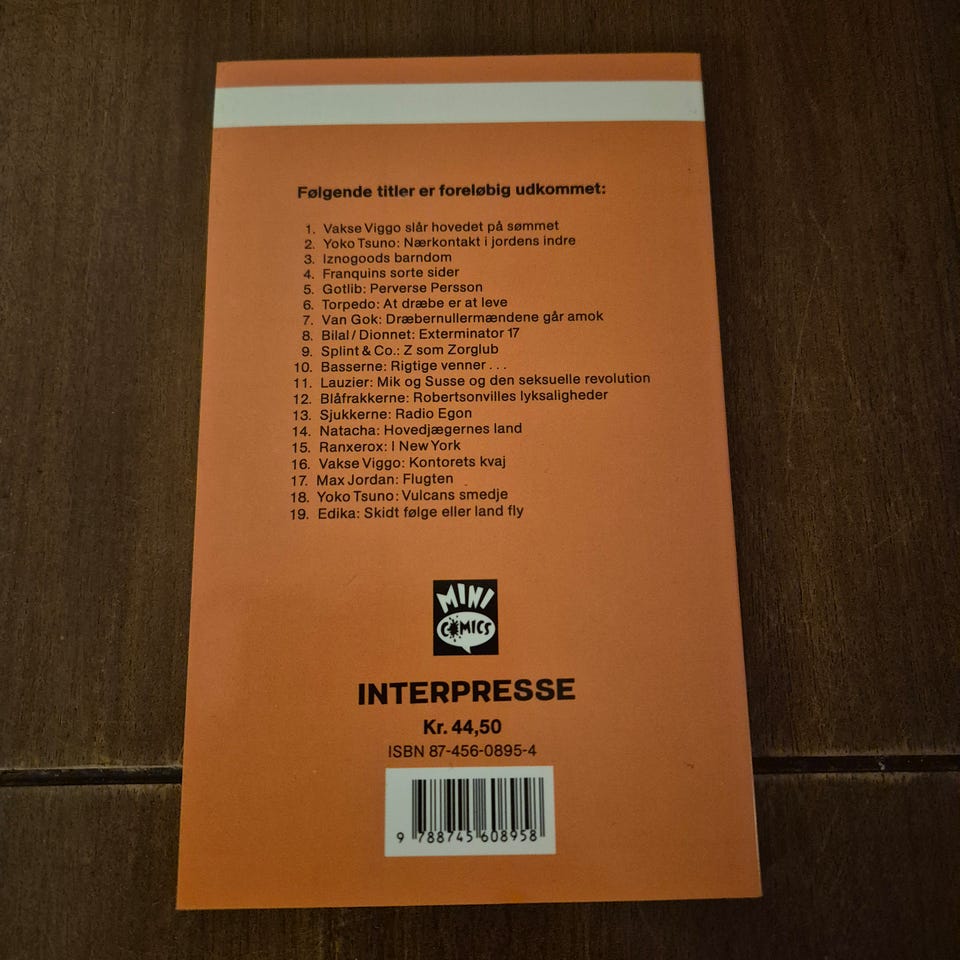 Følgende titler er foreløbig udkommet:
1. Vakse Viggo slår hovedet på sømmet
2. Yoko Tsuno: Nærkontakt i jordens indre
3. Iznogoods barndom
4. Franquins sorte sider
5. Gotlib: Perverse Persson
6. Torpedo: At dræbe er at leve
7. Van Gok: Dræbernullermændene går amok
8. Bilal / Dionnet: Exterminator 17
9. Splint & Co.: Z som Zorglub
10. Basserne: Rigtige venner . . .
11. Lauzier: Mik og Susse og den seksuelle revolution
12. Blåfrakkerne: Robertsonvilles lyksaligheder
13. Sjukkerne: Radio Egon
14. Natacha: Hovedjægernes land
15. Ranxerox: I New York
16. Vakse Viggo: Kontorets kvaj
17. Max Jordan: Flugten
18. Yoko Tsuno: Vulcans smedje
19. Edika: Skidt følge eller land fly
MINI
COMICS
INTERPRESSE
Kr. 44,50
ISBN 87-456-0895-4
9 788745 608958